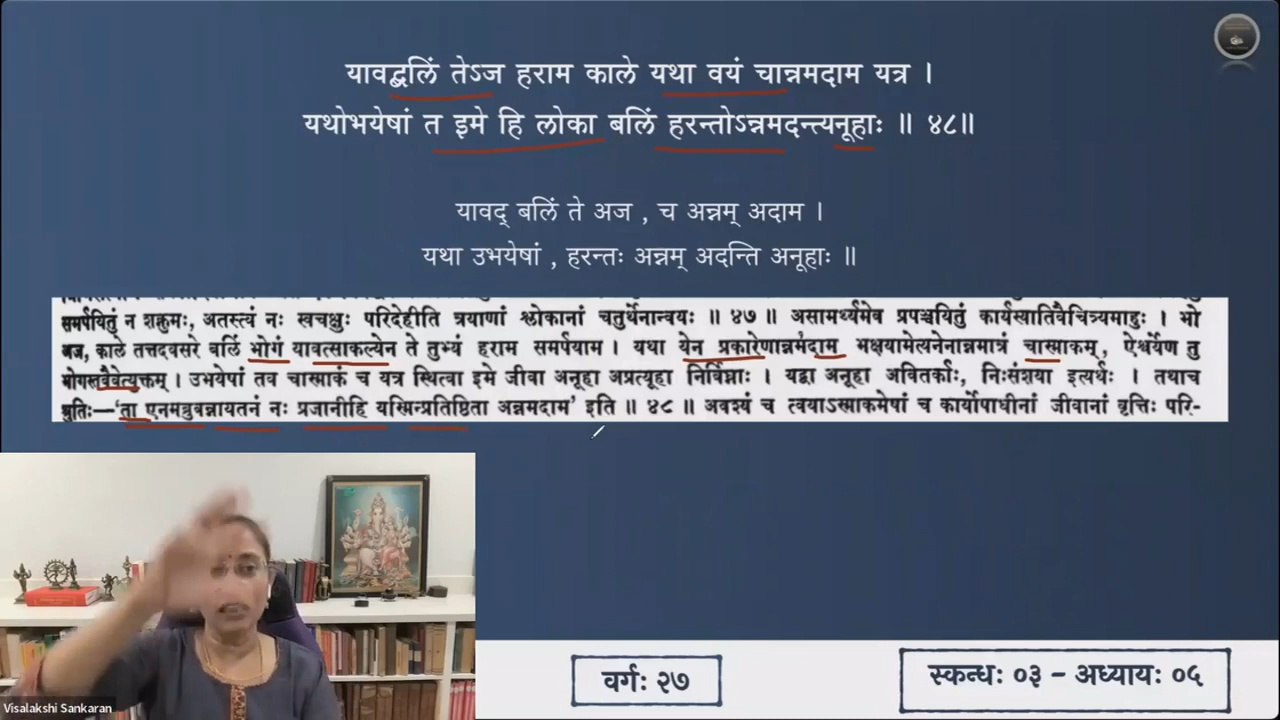 यावद्बलिं तेऽज हराम काले यथा वयं चान्नमदाम यत्र ।
यथोभयेषां त इमे हि लोका बलिं हरन्तोऽन्नमदन्त्यनूहाः ॥ ४८॥
यावद् बलिं ते अज , च अन्नम् अदाम ।
यथा उभयेषां , हरन्तः अन्नम् अदन्ति अनूहाः ॥
समर्पयितुं न शक्नुमः, अतस्त्वं नः स्वचक्षुः परिदेहीति त्रयाणां श्लोकानां चतुर्थेनान्वयः ॥ ४७ ॥ असामर्थ्यमेव प्रपञ्चयितुं कार्यस्यातिवैचित्र्यमाहुः । भो
अज, काले तत्तदवसरे बलिं भोगं यावत्साकल्येन ते तुभ्यं हराम समर्पयाम । यथा येन प्रकारेणान्नमंदाम भक्षयामेत्यनेनान्नमात्रं चास्माकम्, ऐश्वर्येण तु
भोगस्तवैवेत्युक्तम् । उभयेषां तव चास्माकं च यत्र स्थित्वा इमे जीवा अनूहा अप्रत्यूहा निर्विघ्नाः । यद्वा अनूहा अवितर्काः, निःसंशया इत्यर्थः । तथाच
श्रुतिः—'ता एनमब्रुवन्नायतनं नः प्रजानीहि यस्मिन्प्रतिष्ठिता अन्नमदाम' इति ॥ ४८ ॥ अवश्यं च त्वयाऽस्माकमेषां च कार्योपाधीनां जीवानां वृत्तिः परि-
Visalakshi Sankaran
वर्गः २७
स्कन्धः ०३ – अध्यायः ०५